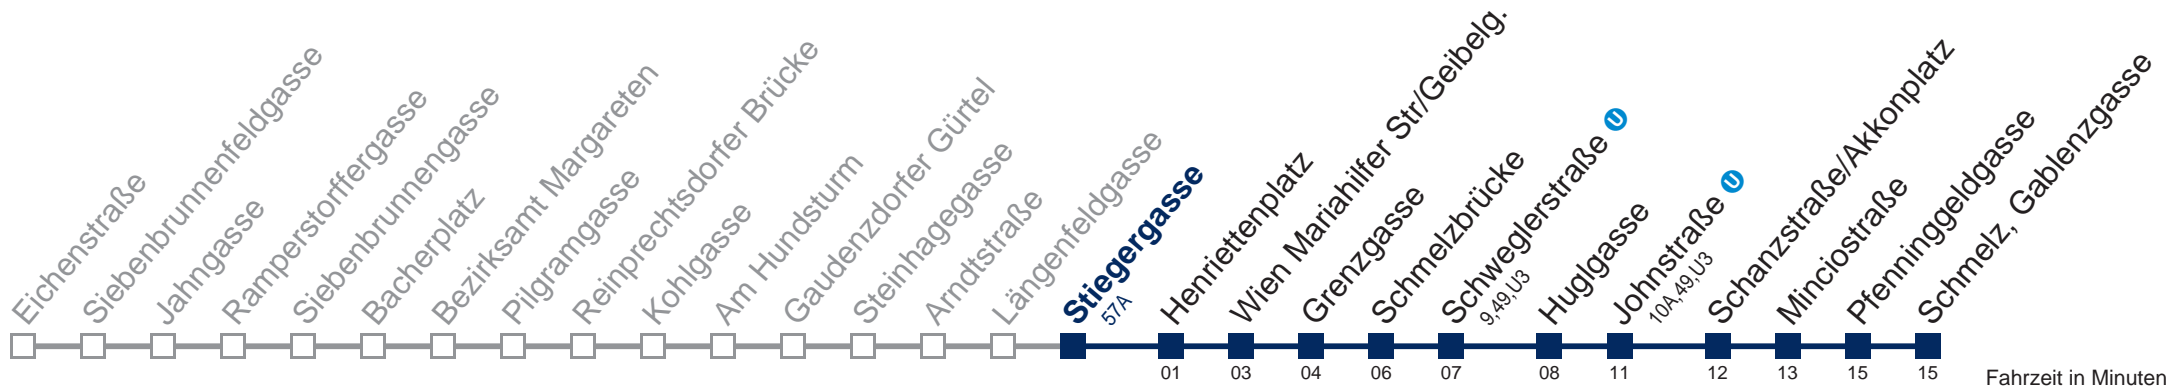 Eichenstraße
Siebenbrunnenfeldgasse
Jahngasse
Ramperstorffergasse
Siebenbrunnengasse
Bacherplatz
Bezirksamt Margareten
Pilgramgasse
Reinprechtsdorfer Brücke
Kohlgasse
Am Hundsturm
Gaudenzdorfer Gürtel
Steinhagegasse
Arndtstraße
Längenfeldgasse
Stiegergasse
57A
Henriettenplatz
Wien Mariahilfer Str/Geibelg.
Grenzgasse
Schmelzbrücke
Schweglerstraße U
9,49,U3
Huglgasse
Johnstraße U
10A,49,U3
Schanzstraße/Akkonplatz
Minciostraße
Pfenninggeldgasse
Schmelz, Gablenzgasse
01 03 04 06 07 08 11 12 13 15 15
Fahrzeit in Minuten